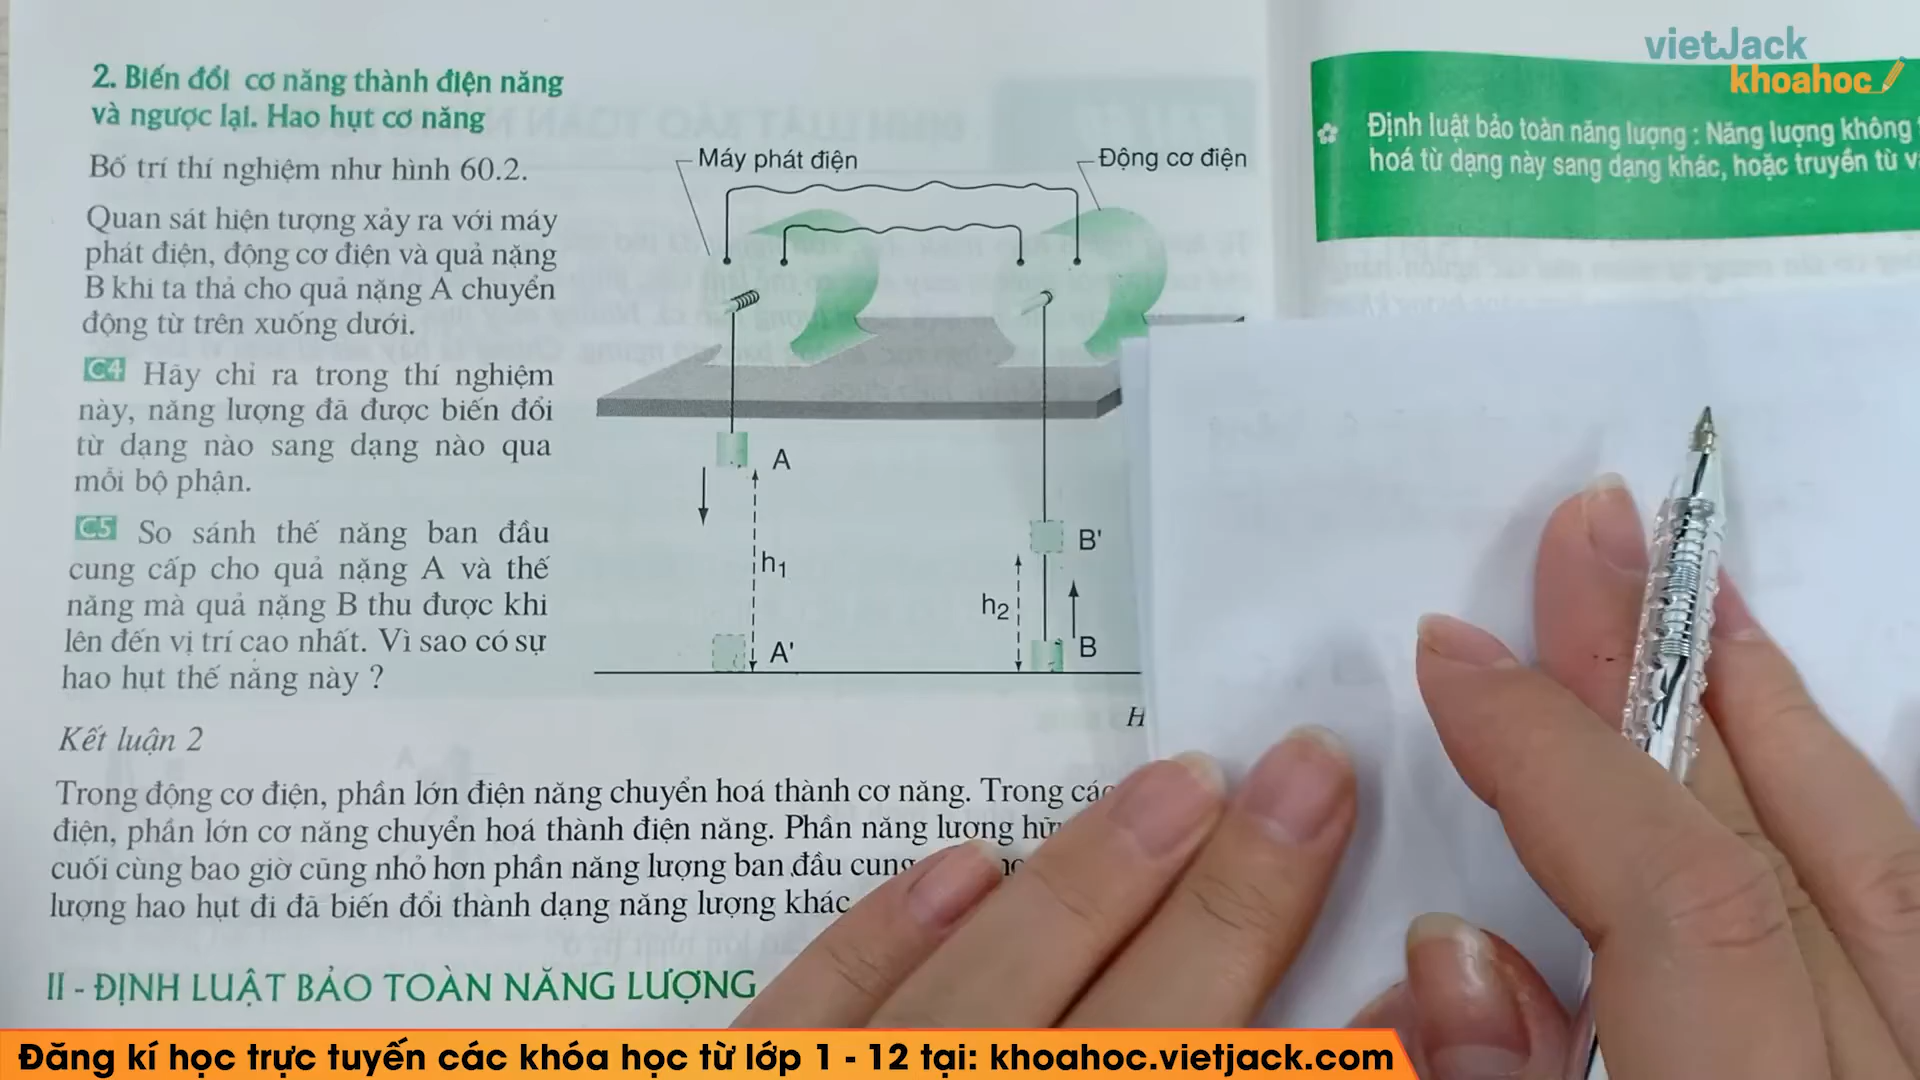 2. Biến đổi cơ năng thành điện năng
và ngược lại. Hao hụt cơ năng
Bố trí thí nghiệm như hình 60.2.
Quan sát hiện tượng xảy ra với máy
phát điện, động cơ điện và quả nặng
B khi ta thả cho quả nặng A chuyển
động từ trên xuống dưới.
C4 Hãy chỉ ra trong thí nghiệm
này, năng lượng đã được biến đổi
từ dạng nào sang dạng nào qua
mỗi bộ phận.
C5 So sánh thế năng ban đầu
cung cấp cho quả nặng A và thế
năng mà quả nặng B thu được khi
lên đến vị trí cao nhất. Vì sao có sự
hao hụt thế năng này ?
Máy phát điện
Động cơ điện
A
h1
A'
B'
h2
B
H
Kết luận 2
Trong động cơ điện, phần lớn điện năng chuyển hoá thành cơ năng. Trong các
điện, phần lớn cơ năng chuyển hoá thành điện năng. Phần năng lượng hữu
cuối cùng bao giờ cũng nhỏ hơn phần năng lượng ban đầu cung
lượng hao hụt đi đã biến đổi thành dạng năng lượng khác
II - ĐỊNH LUẬT BẢO TOÀN NĂNG LƯỢNG
vietJack
khoahoc
Định luật bảo toàn năng lượng : Năng lượng không
hoá từ dạng này sang dạng khác, hoặc truyền từ
Đăng kí học trực tuyến các khóa học từ lớp 1 - 12 tại: khoahoc.vietjack.com